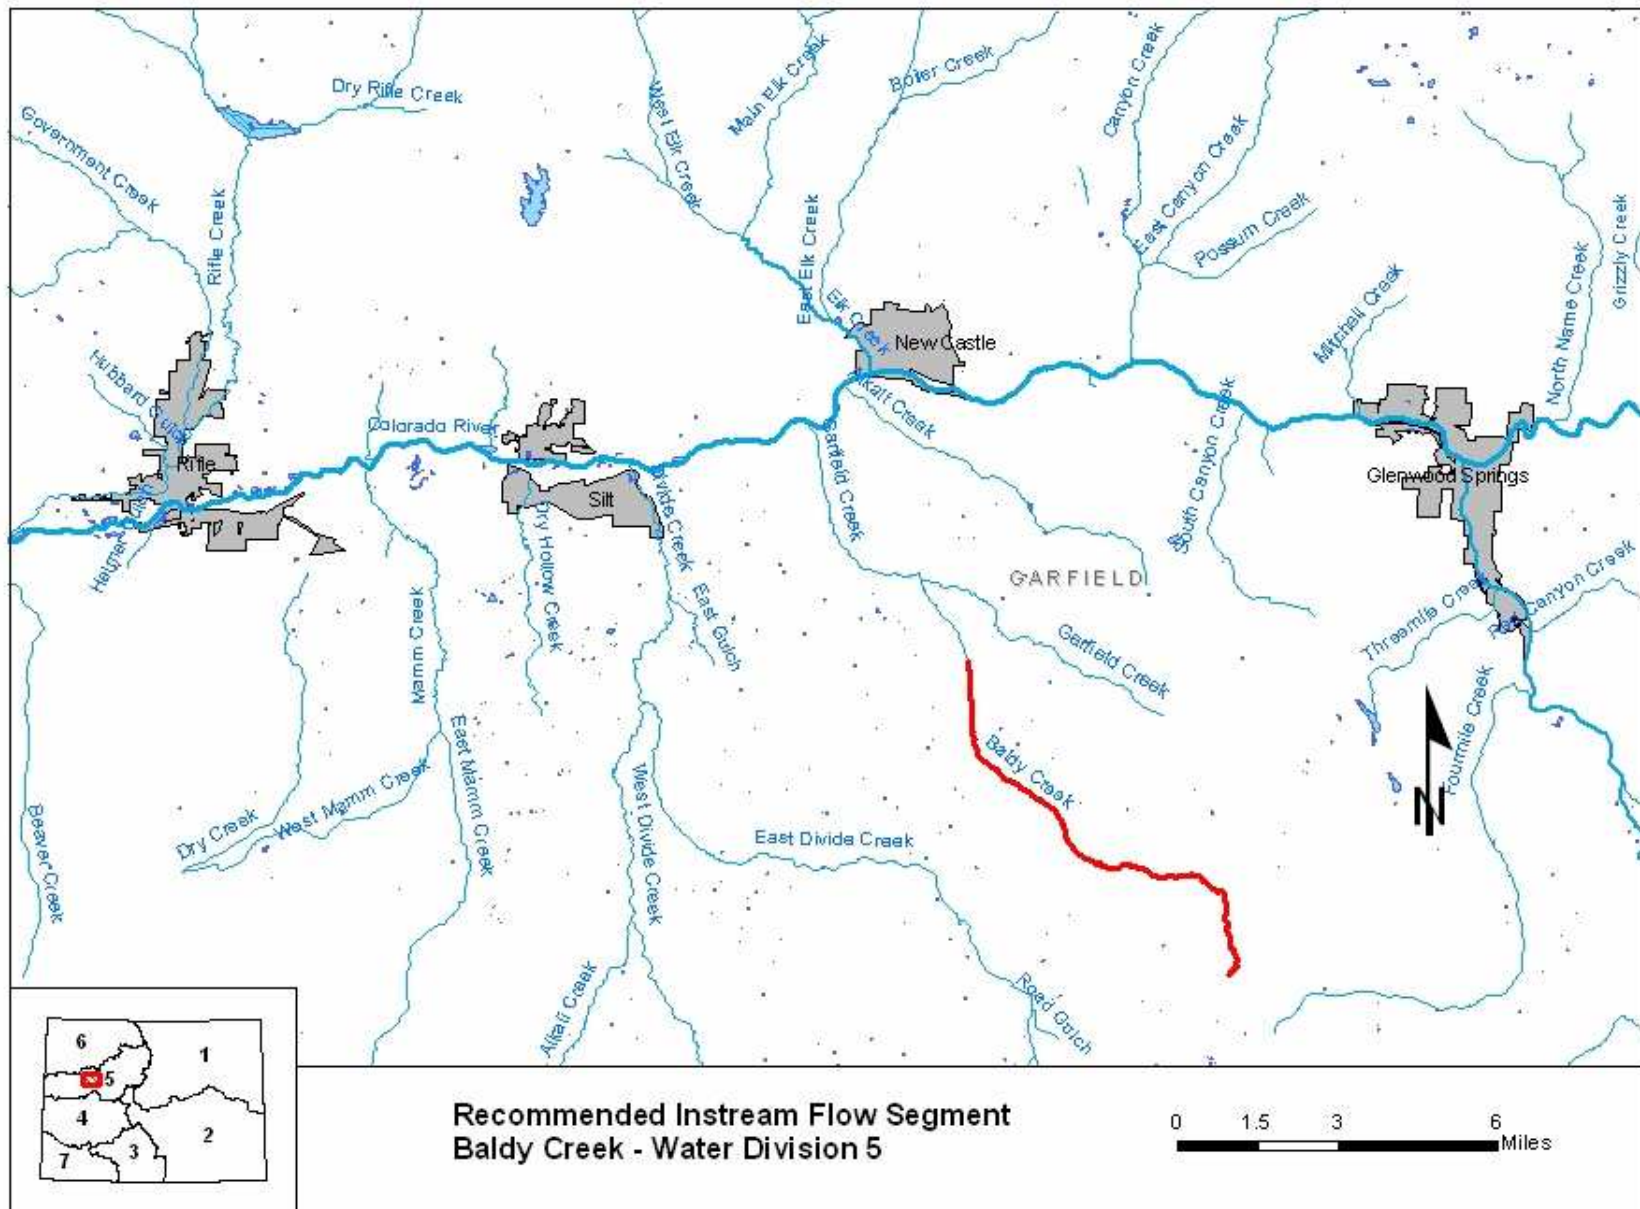 Dry Rifle Creek
Government Creek
Rifle Creek
West Elk Creek
Main Elk Creek
Boiler Creek
Canyon Creek
East Canyon Creek
Possum Creek
Grizzly Creek
East Elk Creek
Elk Creek
New Castle
Mitchell Creek
North Name Creek
Hubbard Gulch
Rifle
Colorado River
Silt
Divide Creek
Alkali Creek
Garfield Creek
South Canyon Creek
Glenwood Springs
Helmer Gulch
Mamm Creek
Dry Hollow Creek
East Gulch
GARFIELD
Garfield Creek
Threemile Creek
Canyon Creek
Fourmile Creek
Baldy Creek
East Mamm Creek
West Mamm Creek
Dry Creek
Beaver Creek
West Divide Creek
East Divide Creek
Alkali Creek
Road Gulch
N
6
1
5
4
2
3
7
Recommended Instream Flow Segment
Baldy Creek - Water Division 5
0 1.5 3 6
Miles